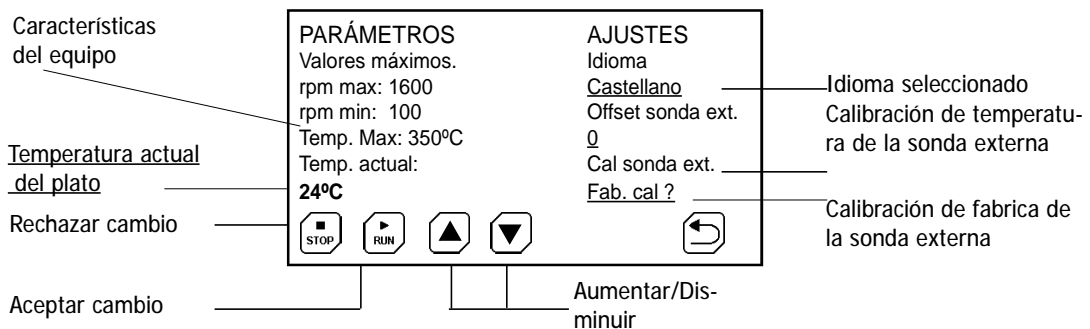 Características
del equipo
Temperatura actual
del plato
Rechazar cambio
Aceptar cambio
PARÁMETROS
Valores máximos.
rpm max: 1600
rpm min: 100
Temp. Max: 350ºC
Temp. actual:
24ºC
AJUSTES
Idioma
Castellano
Offset sonda ext.
0
Cal sonda ext.
Fab. cal ?
STOP
RUN
Idioma seleccionado
Calibración de temperatu-
ra de la sonda externa
Calibración de fabrica de
la sonda externa
Aumentar/Dis-
minuir